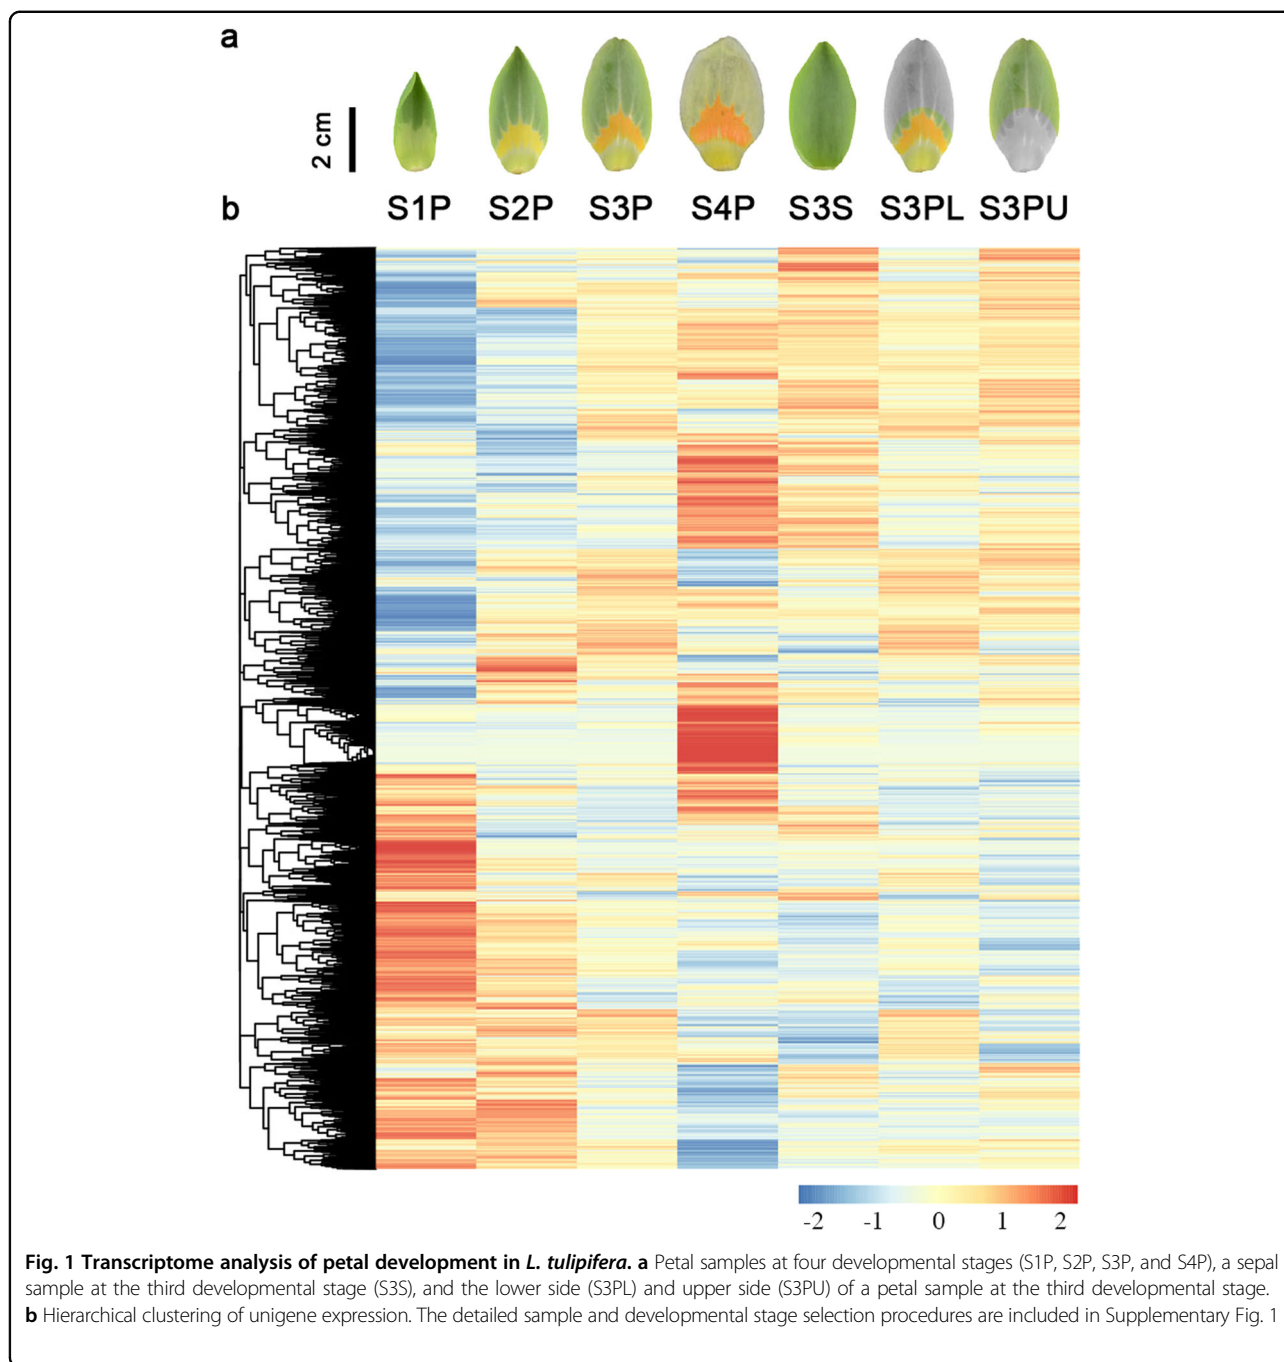 a
2 cm
b
S1P S2P S3P S4P S3S S3PL S3PU
-2 -1 0 1 2
Fig. 1 Transcriptome analysis of petal development in L. tulipifera. a Petal samples at four developmental stages (S1P, S2P, S3P, and S4P), a sepal
sample at the third developmental stage (S3S), and the lower side (S3PL) and upper side (S3PU) of a petal sample at the third developmental stage.
b Hierarchical clustering of unigene expression. The detailed sample and developmental stage selection procedures are included in Supplementary Fig. 1